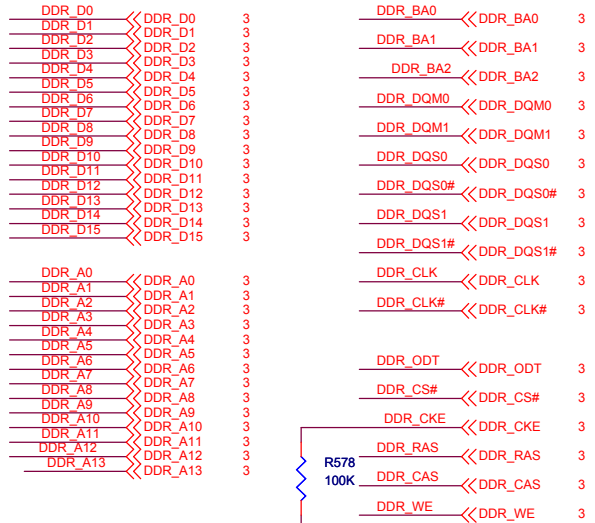 DDR_D0 DDR_D0 3
DDR_D1 DDR_D1 3
DDR_D2 DDR_D2 3
DDR_D3 DDR_D3 3
DDR_D4 DDR_D4 3
DDR_D5 DDR_D5 3
DDR_D6 DDR_D6 3
DDR_D7 DDR_D7 3
DDR_D8 DDR_D8 3
DDR_D9 DDR_D9 3
DDR_D10 DDR_D10 3
DDR_D11 DDR_D11 3
DDR_D12 DDR_D12 3
DDR_D13 DDR_D13 3
DDR_D14 DDR_D14 3
DDR_D15 DDR_D15 3
DDR_A0 DDR_A0 3
DDR_A1 DDR_A1 3
DDR_A2 DDR_A2 3
DDR_A3 DDR_A3 3
DDR_A4 DDR_A4 3
DDR_A5 DDR_A5 3
DDR_A6 DDR_A6 3
DDR_A7 DDR_A7 3
DDR_A8 DDR_A8 3
DDR_A9 DDR_A9 3
DDR_A10 DDR_A10 3
DDR_A11 DDR_A11 3
DDR_A12 DDR_A12 3
DDR_A13 DDR_A13 3
DDR_BA0 DDR_BA0 3
DDR_BA1 DDR_BA1 3
DDR_BA2 DDR_BA2 3
DDR_DQM0 DDR_DQM0 3
DDR_DQM1 DDR_DQM1 3
DDR_DQS0 DDR_DQS0 3
DDR_DQS0# DDR_DQS0# 3
DDR_DQS1 DDR_DQS1 3
DDR_DQS1# DDR_DQS1# 3
DDR_CLK DDR_CLK 3
DDR_CLK# DDR_CLK# 3
DDR_ODT DDR_ODT 3
DDR_CS# DDR_CS# 3
DDR_CKE DDR_CKE 3
DDR_RAS DDR_RAS 3
R578
100K
DDR_CAS DDR_CAS 3
DDR_WE DDR_WE 3